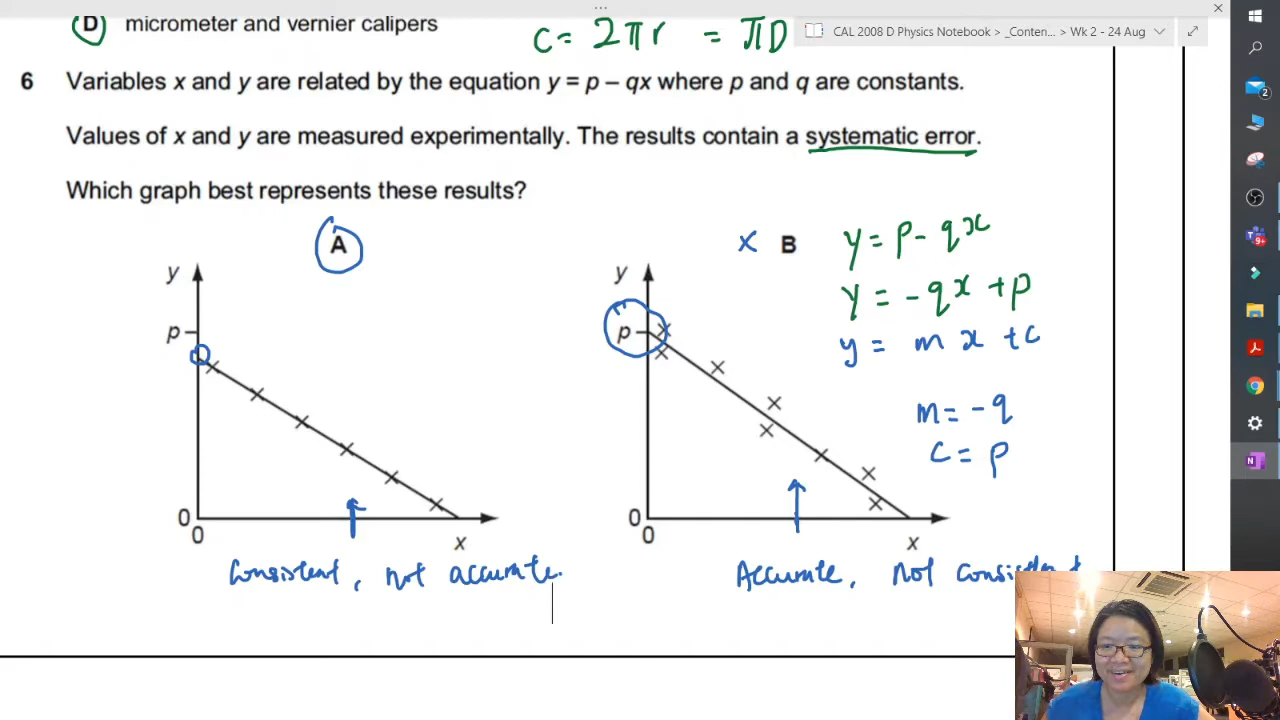 D micrometer and vernier calipers
C = 2πr = πD
CAL 2008 D Physics Notebook > _Conten... > Wk 2 - 24 Aug
6 Variables x and y are related by the equation y = p – qx where p and q are constants.
Values of x and y are measured experimentally. The results contain a systematic error.
Which graph best represents these results?
A
x B
y = p - qx
y = -qx + p
y = m x + c
m = -q
c = p
y
p
0
0
x
y
p
0
0
x
Consistent, not accurate.
Accurate, Not consistent
2
9+